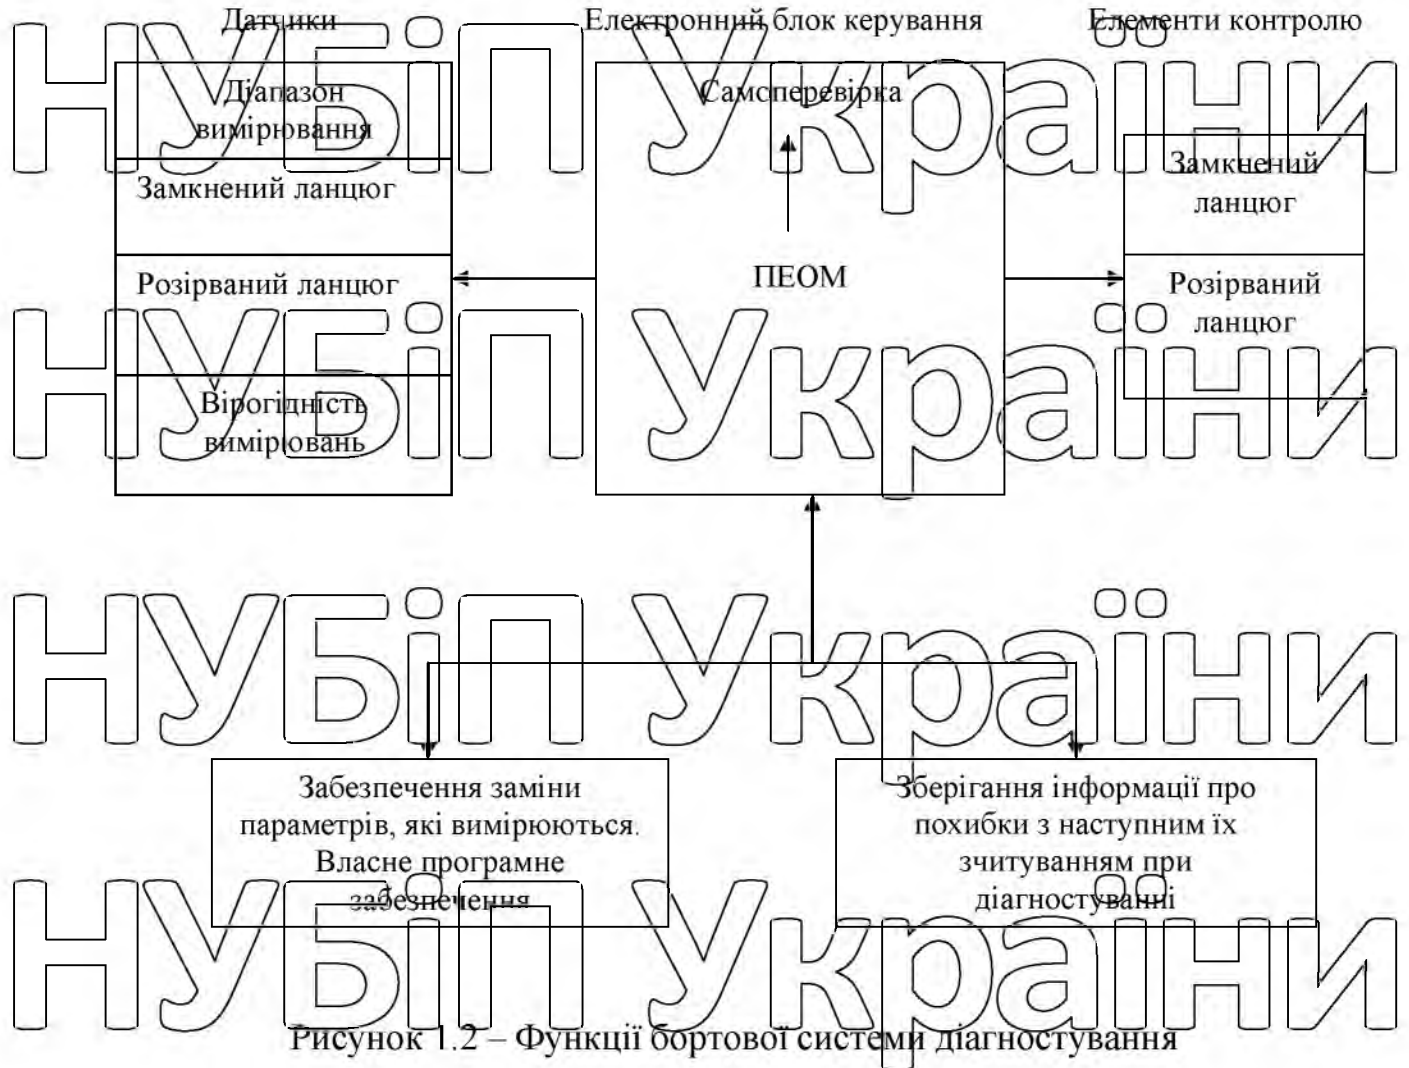 Датчики
Електронний блок керування
Елементи контролю
Діапазон
вимірювання
Замкнений ланцюг
Розірваний ланцюг
Вірогідність
вимірювань
Самоперевірка
ПЕОМ
Замкнений
ланцюг
Розірваний
ланцюг
Забезпечення заміни
параметрів, які вимірюються.
Власне програмне
забезпечення
Зберігання інформації про
похибки з наступним їх
зчитуванням при
діагностуванні
Рисунок 1.2 – Функції бортової системи діагностування
НУБіП України
НУБіП України
НУБіП України
НУБіП України